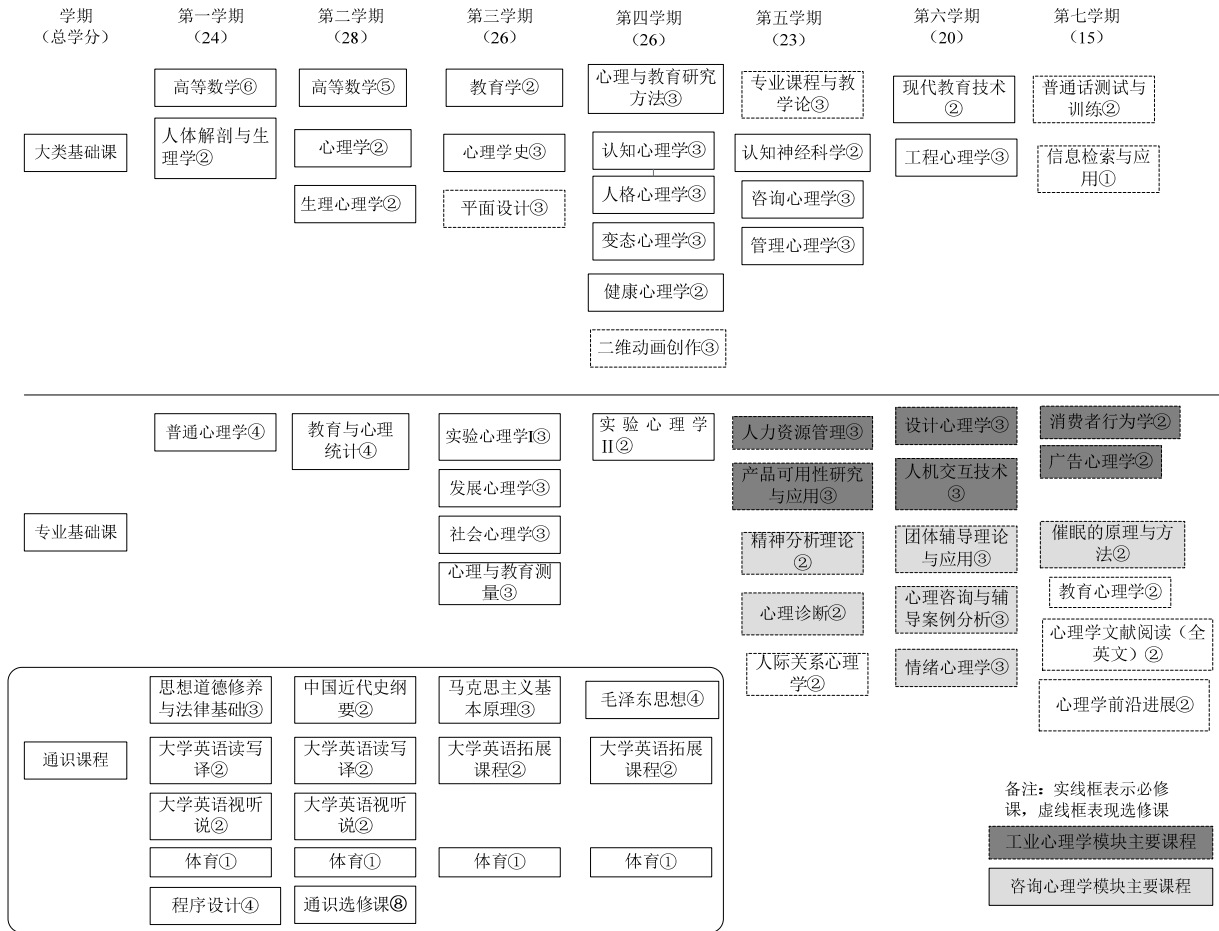 学期
(总学分)
第一学期
(24)
第二学期
(28)
第三学期
(26)
第四学期
(26)
第五学期
(23)
第六学期
(20)
第七学期
(15)
大类基础课
高等数学⑥
人体解剖与生
理学②
高等数学⑤
心理学②
生理心理学②
教育学②
心理学史③
平面设计③
心理与教育研究
方法③
认知心理学③
人格心理学③
变态心理学③
健康心理学②
二维动画创作③
专业课程与教
学论③
认知神经科学②
咨询心理学③
管理心理学③
现代教育技术
②
工程心理学③
普通话测试与
训练②
信息检索与应
用①
专业基础课
普通心理学④
教育与心理
统计④
实验心理学I③
发展心理学③
社会心理学③
心理与教育测
量③
实验心理学
II②
人力资源管理③
产品可用性研究
与应用③
精神分析理论
②
心理诊断②
人际关系心理
学②
设计心理学③
人机交互技术
③
团体辅导理论
与应用③
心理咨询与辅
导案例分析③
情绪心理学③
消费者行为学②
广告心理学②
催眠的原理与方
法②
教育心理学②
心理学文献阅读（全
英文）②
心理学前沿进展②
通识课程
思想道德修养
与法律基础③
大学英语读写
译②
大学英语视听
说②
体育①
程序设计④
中国近代史纲
要②
大学英语读写
译②
大学英语视听
说②
体育①
通识选修课⑧
马克思主义基
本原理③
大学英语拓展
课程②
体育①
毛泽东思想④
大学英语拓展
课程②
体育①
备注：实线框表示必修
课，虚线框表现选修课
工业心理学模块主要课程
咨询心理学模块主要课程